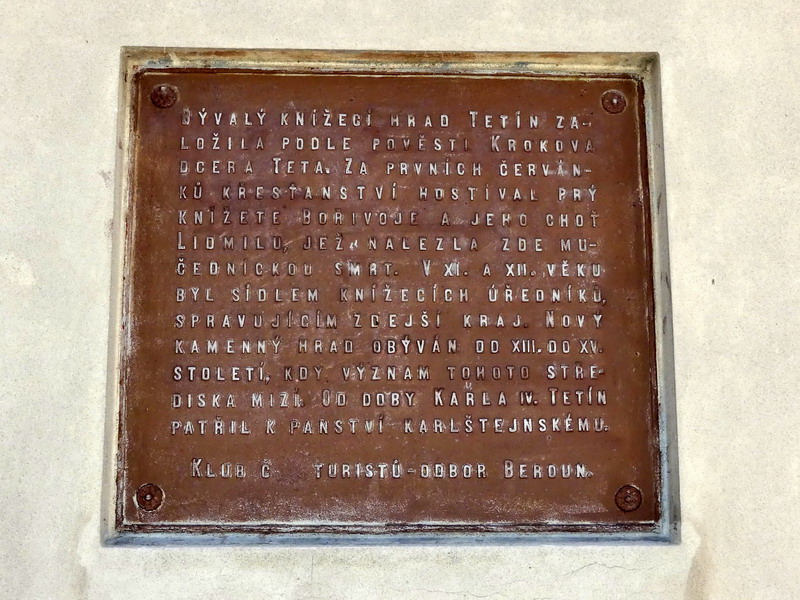 BÝVALÝ KNÍŽECÍ HRAD TETÍN ZA-
LOŽILA PODLE POVĚSTI KROKOVA
DCERA TETA. ZA PRVNÍCH ČERVÁN-
KŮ KŘESŤANSTVÍ HOSTÍVAL PRÝ
KNÍŽETE BOŘIVOJE A JEHO CHOŤ
LIDMILU, JEŽ NALEZLA ZDE MU-
ČEDNICKOU SMRT. V XI. A XII. VĚKU
BYL SÍDLEM KNÍŽECÍCH ÚŘEDNÍKŮ,
SPRAVUJÍCÍM ZDEJŠÍ KRAJ. NOVÝ
KAMENNÝ HRAD OBÝVÁN OD XIII. DO XV.
STOLETÍ, KDY VÝZNAM TOHOTO STŘE-
DISKA MIZÍ. OD DOBY KARLA IV. TETÍN
PATŘIL K PANSTVÍ KARLŠTEJNSKÉMU.
KLUB Č TURISTŮ-ODBOR BEROUN.